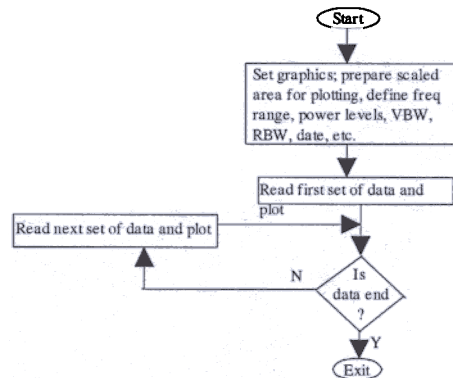 Start
Set graphics; prepare scaled
area for plotting, define freq
range, power levels, VBW,
RBW, date, etc.
Read first set of data and
plot
Read next set of data and plot
N
Is
data end
?
Y
Exit